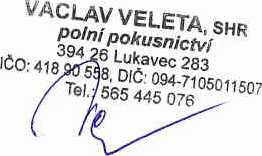 VACLAV VELETA, SHR
polní pokusnictví
394 26 Lukavec 283
IČO: 418 90 558, DIČ: 094-7105011507
Tel.: 565 445 076